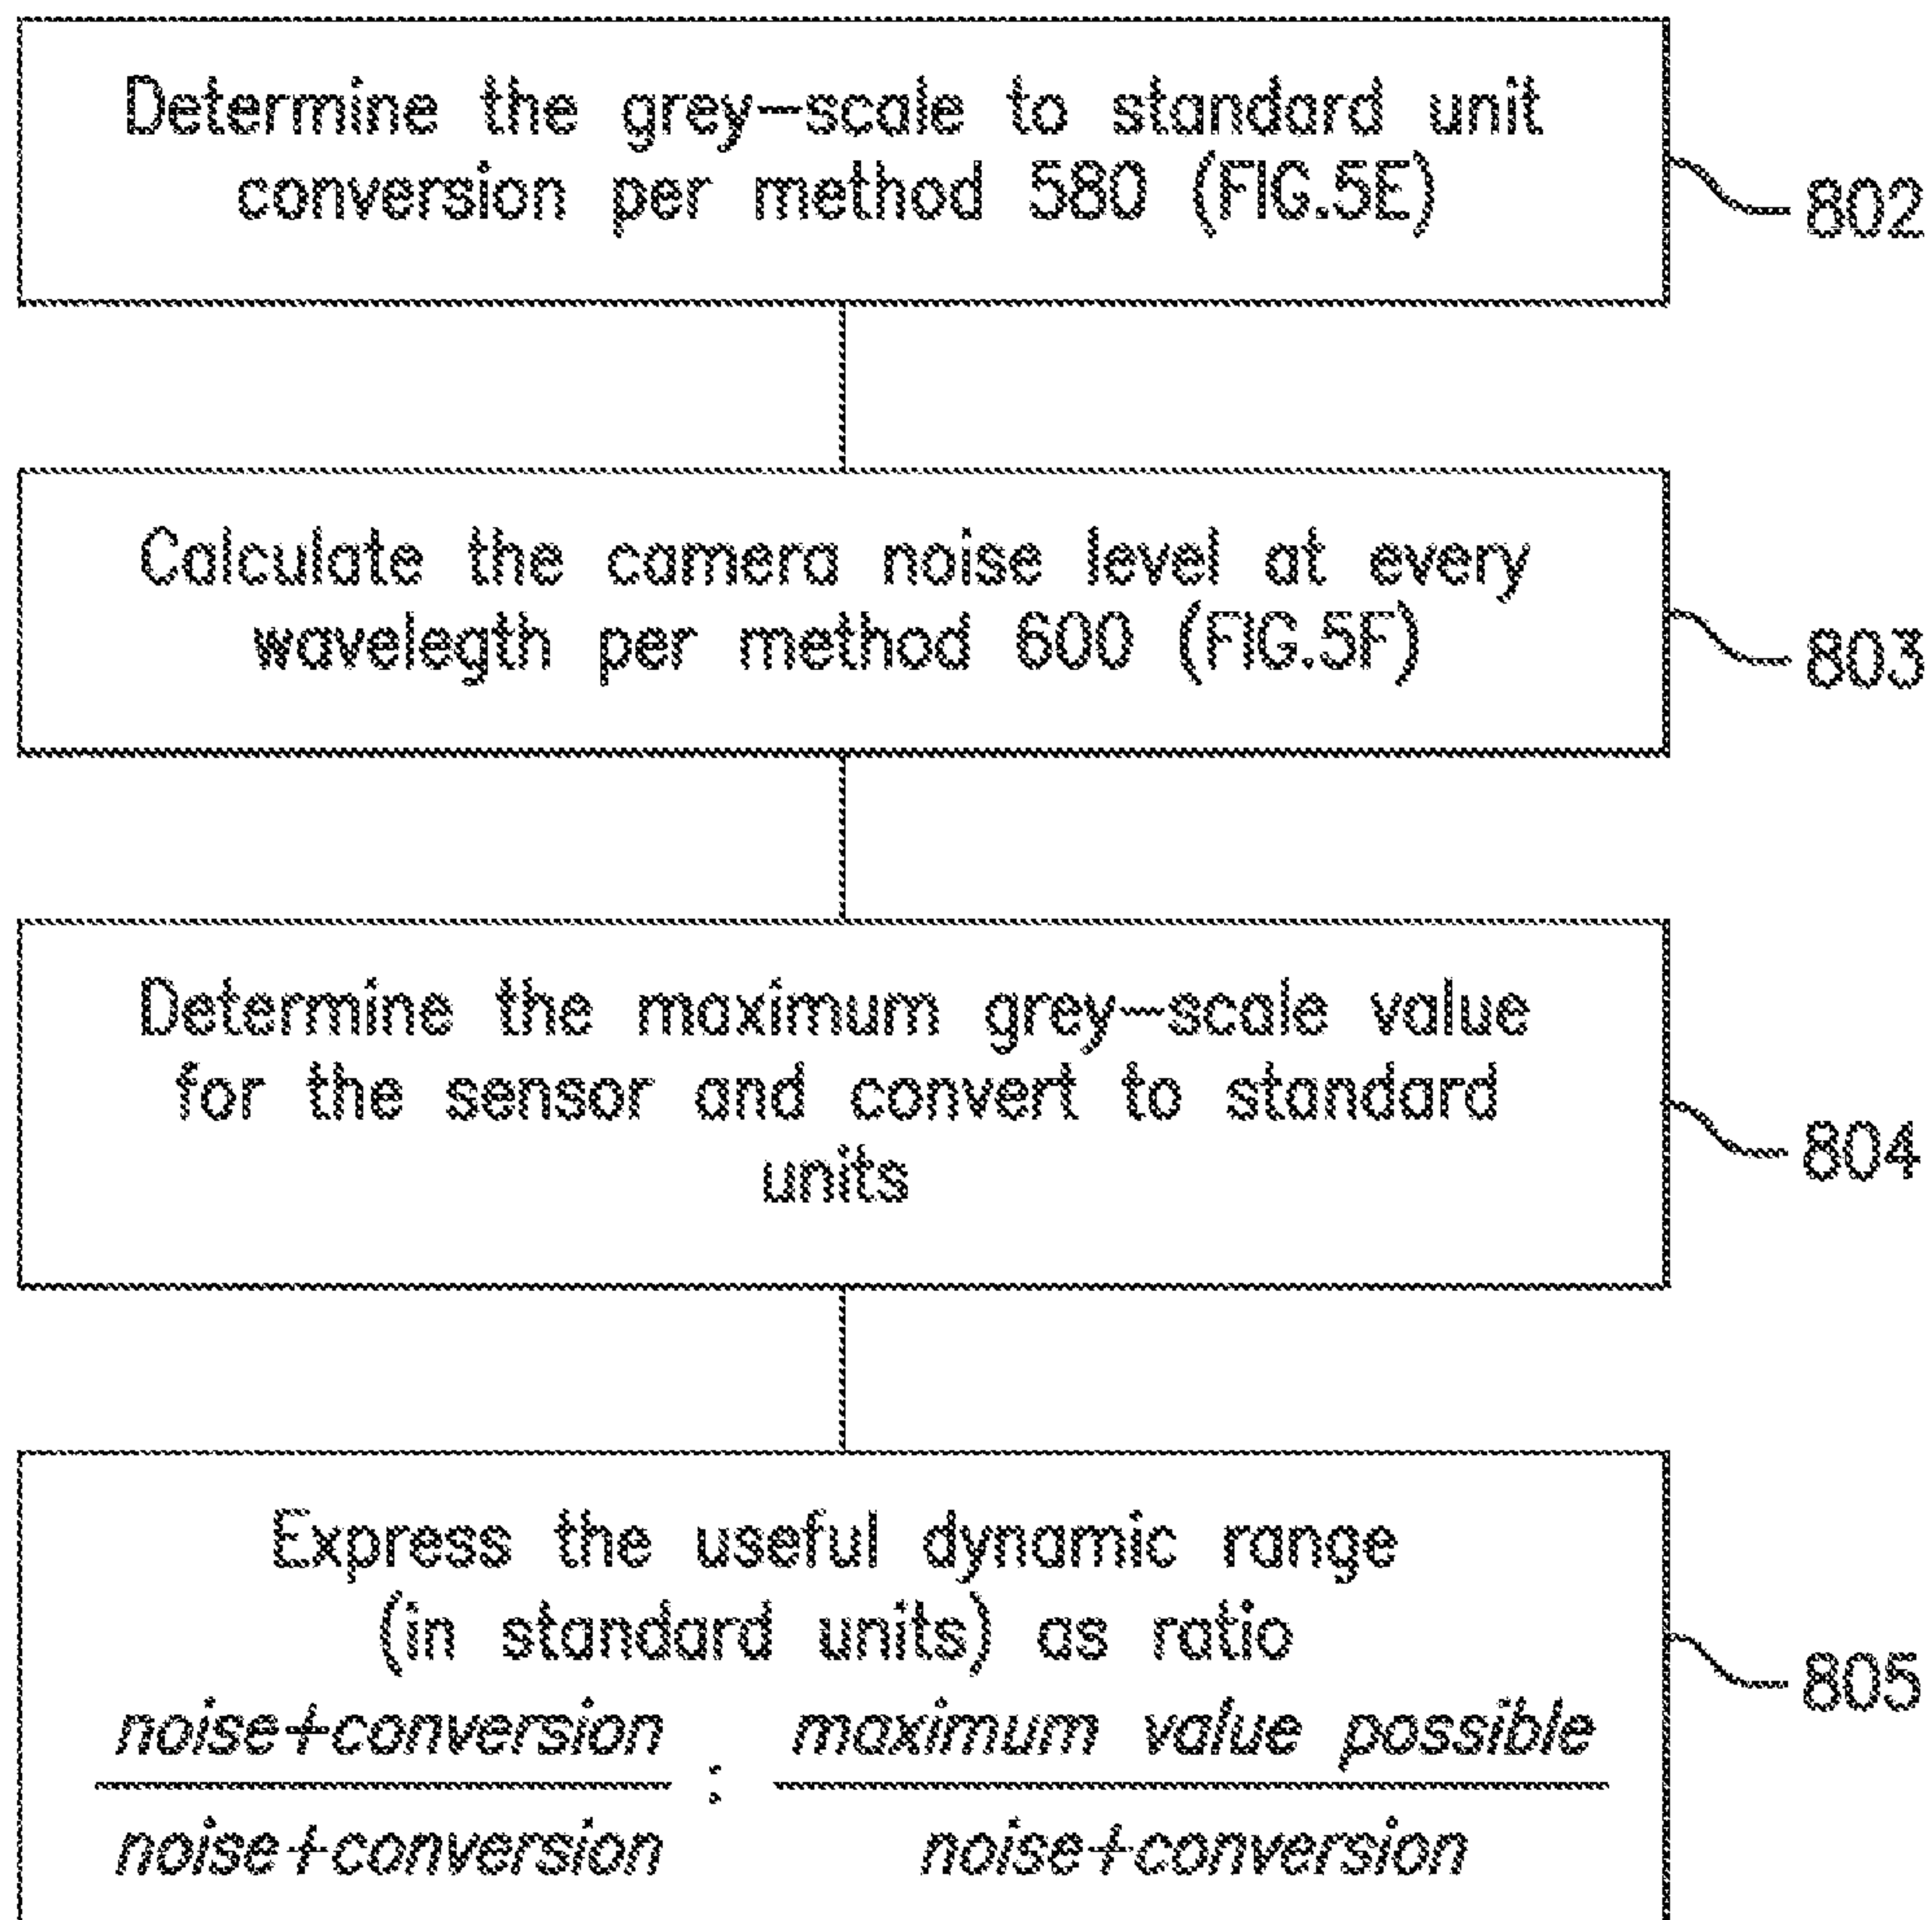 Determine the grey-scale to standard unit
conversion per method 580 (FIG.5E)
802
Calculate the camera noise level at every
wavelegth per method 600 (FIG.5F)
803
Determine the maximum grey-scale value
for the sensor and convert to standard
units
804
Express the useful dynamic range
(in standard units) as ratio
noise+conversion : maximum value possible
noise+conversion noise+conversion
805